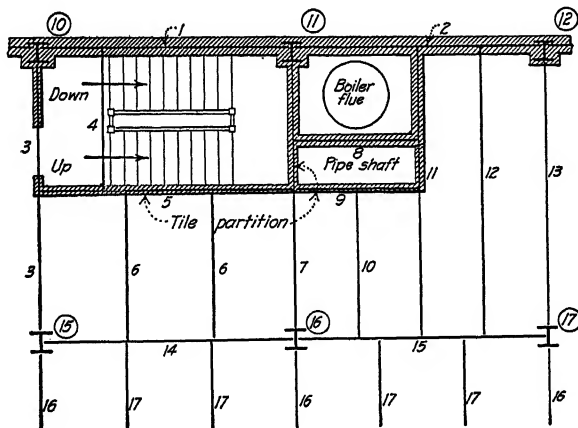 10 11 12
1 2
Down
Boiler
flue
4
3
12
13
Up
8
11
Pipe shaft
5 9
Tile partition
3 6 6 7 10
15 16 17
14 15
16 17 17 16 17 17 16